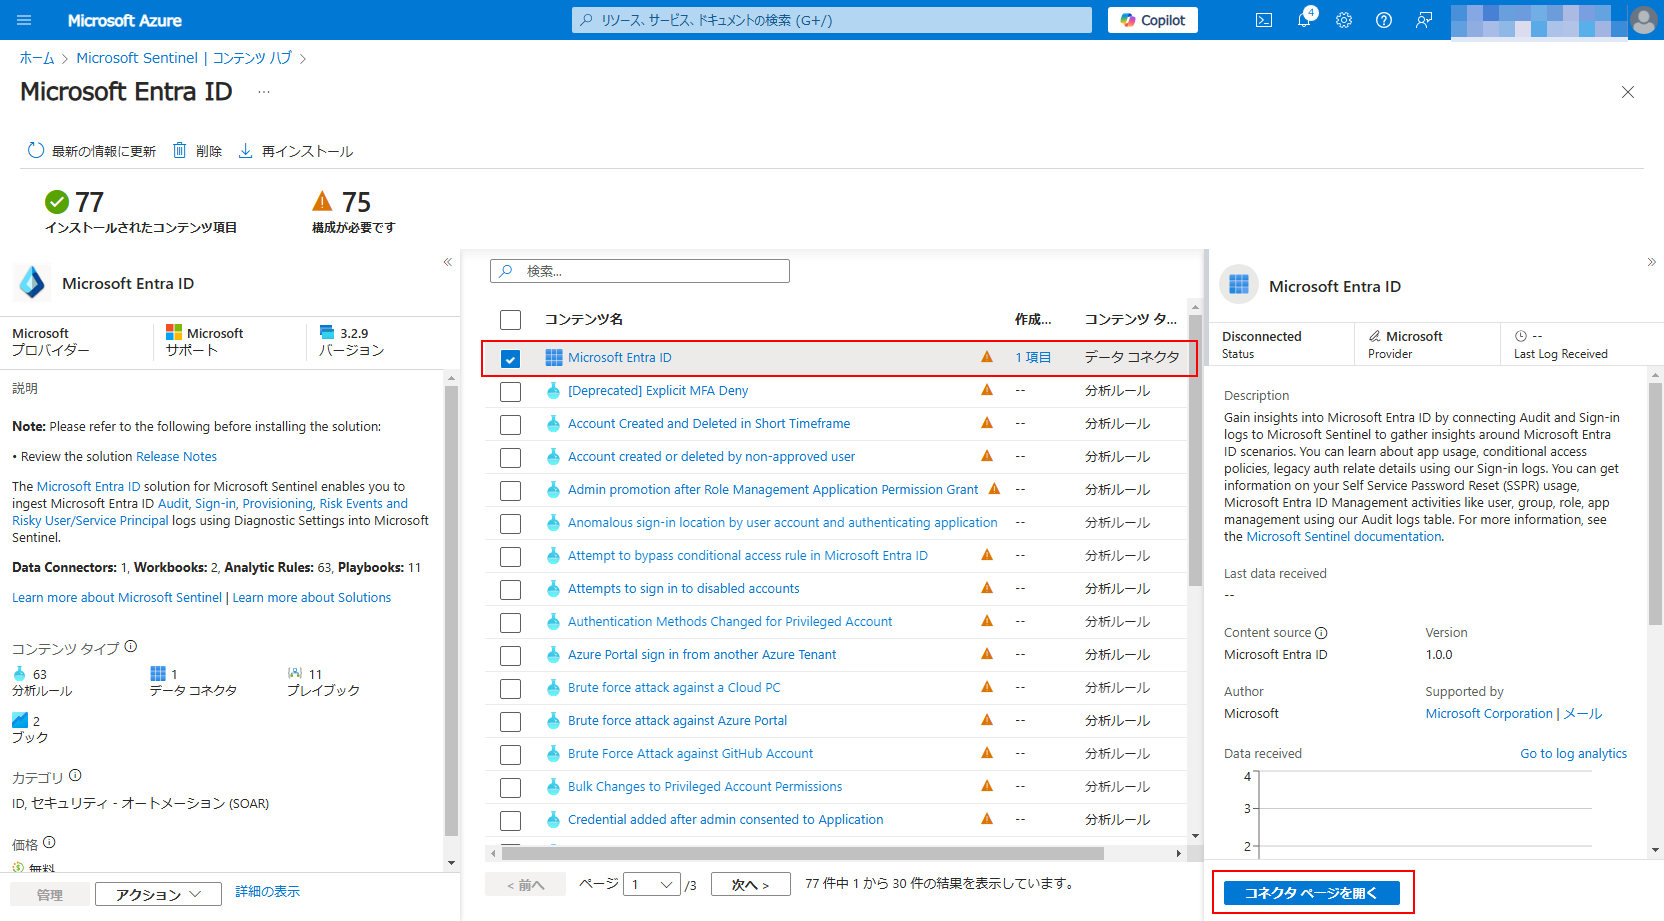 Microsoft Azure
リソース、サービス、ドキュメントの検索 (G+/)
Copilot
4
ホーム > Microsoft Sentinel | コンテンツ ハブ >
Microsoft Entra ID ...
最新の情報に更新 削除 再インストール
77
インストールされたコンテンツ項目
75
構成が必要です
Microsoft Entra ID
Microsoft
プロバイダー
Microsoft
サポート
3.2.9
バージョン
説明
Note: Please refer to the following before installing the solution:
• Review the solution Release Notes
The Microsoft Entra ID solution for Microsoft Sentinel enables you to
ingest Microsoft Entra ID Audit, Sign-in, Provisioning, Risk Events and
Risky User/Service Principal logs using Diagnostic Settings into Microsoft
Sentinel.
Data Connectors: 1, Workbooks: 2, Analytic Rules: 63, Playbooks: 11
Learn more about Microsoft Sentinel | Learn more about Solutions
コンテンツ タイプ
63
分析ルール
1
データ コネクタ
11
プレイブック
2
ブック
カテゴリ
ID, セキュリティ - オートメーション (SOAR)
価格
無料
管理 アクション 詳細の表示
検索...
コンテンツ名 作成... コンテンツ タ...
Microsoft Entra ID 1 項目 データ コネクタ
[Deprecated] Explicit MFA Deny -- 分析ルール
Account Created and Deleted in Short Timeframe -- 分析ルール
Account created or deleted by non-approved user -- 分析ルール
Admin promotion after Role Management Application Permission Grant -- 分析ルール
Anomalous sign-in location by user account and authenticating application -- 分析ルール
Attempt to bypass conditional access rule in Microsoft Entra ID -- 分析ルール
Attempts to sign in to disabled accounts -- 分析ルール
Authentication Methods Changed for Privileged Account -- 分析ルール
Azure Portal sign in from another Azure Tenant -- 分析ルール
Brute force attack against a Cloud PC -- 分析ルール
Brute force attack against Azure Portal -- 分析ルール
Brute Force Attack against GitHub Account -- 分析ルール
Bulk Changes to Privileged Account Permissions -- 分析ルール
Credential added after admin consented to Application -- 分析ルール
< 前へ ページ 1 /3 次へ > 77 件中 1 から 30 件の結果を表示しています。
Microsoft Entra ID
Disconnected
Status
Microsoft
Provider
--
Last Log Received
Description
Gain insights into Microsoft Entra ID by connecting Audit and Sign-in
logs to Microsoft Sentinel to gather insights around Microsoft Entra
ID scenarios. You can learn about app usage, conditional access
policies, legacy auth relate details using our Sign-in logs. You can get
information on your Self Service Password Reset (SSPR) usage,
Microsoft Entra ID Management activities like user, group, role, app
management using our Audit logs table. For more information, see
the Microsoft Sentinel documentation.
Last data received
--
Content source Version
Microsoft Entra ID 1.0.0
Author Supported by
Microsoft Microsoft Corporation | メール
Data received Go to log analytics
4
3
2
コネクタ ページを開く